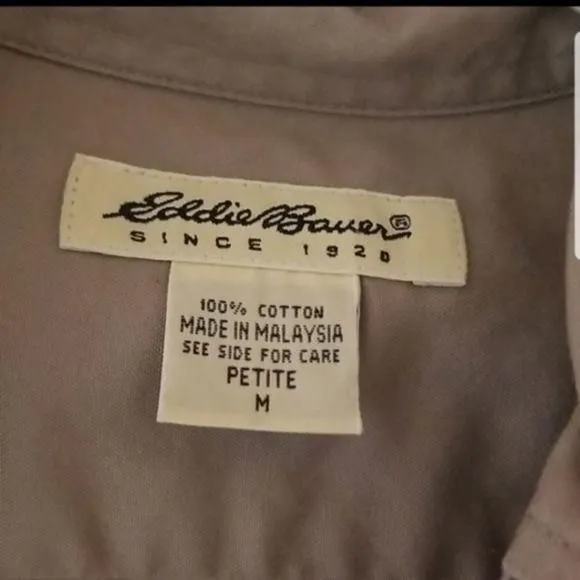 Eddie Bauer®
SINCE 1920
100% COTTON
MADE IN MALAYSIA
SEE SIDE FOR CARE
PETITE
M